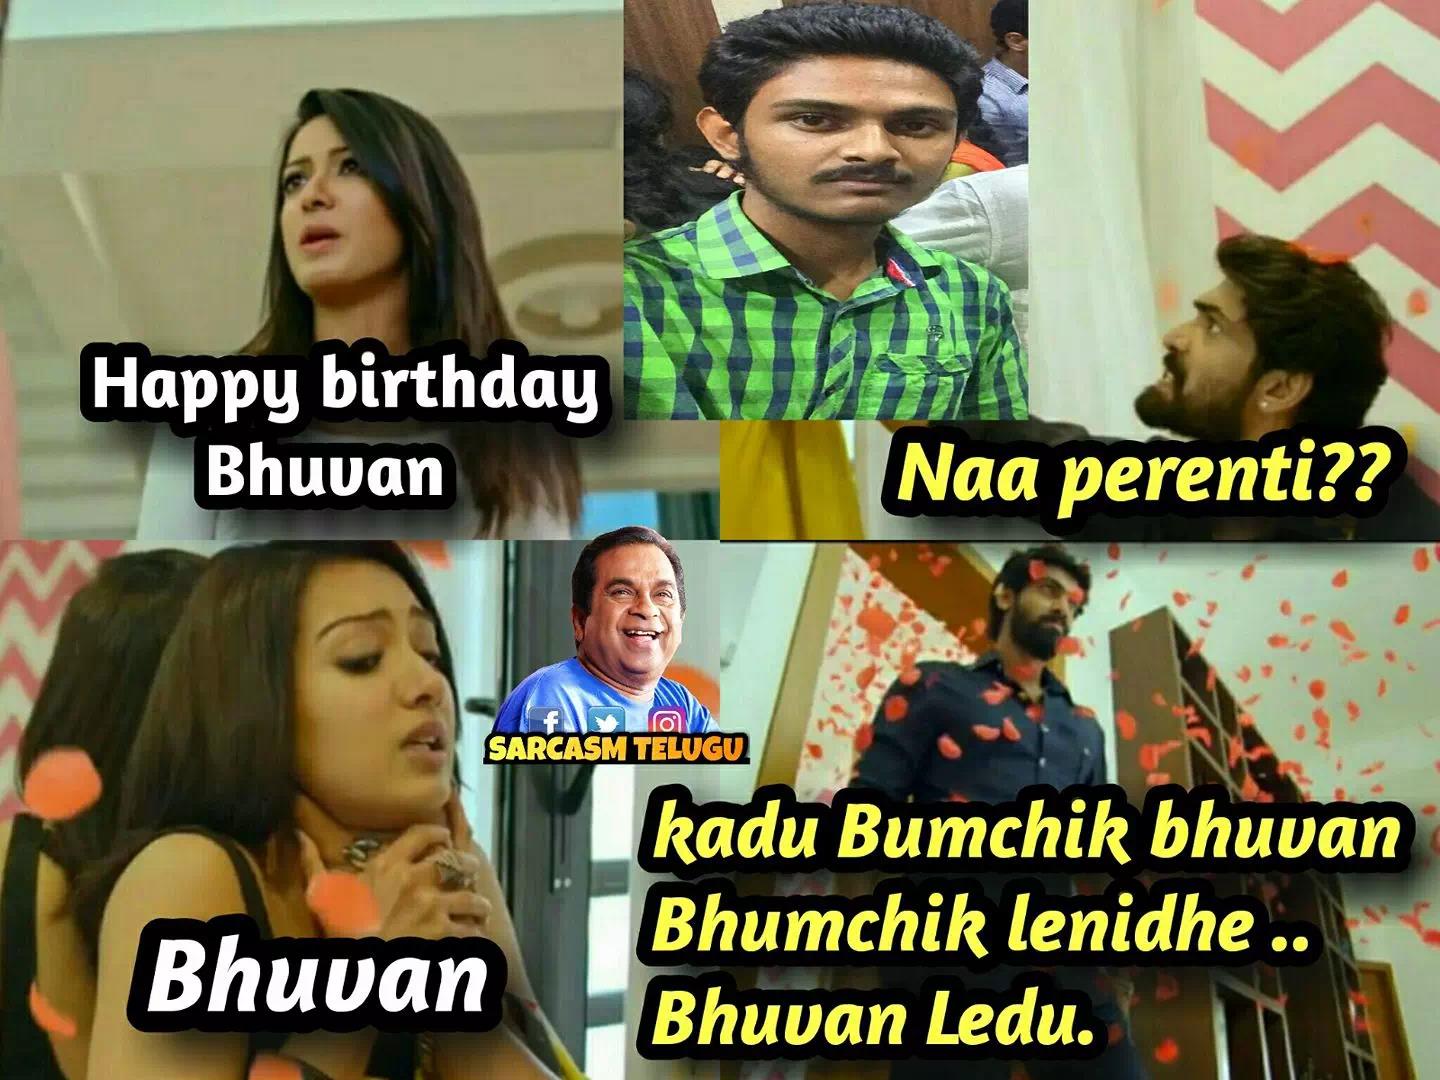 Happy birthday
Bhuvan
Naa perenti??
Bhuvan
f
SARCASM TELUGU
kadu Bumchik bhuvan
Bhumchik lenidhe ..
Bhuvan Ledu.